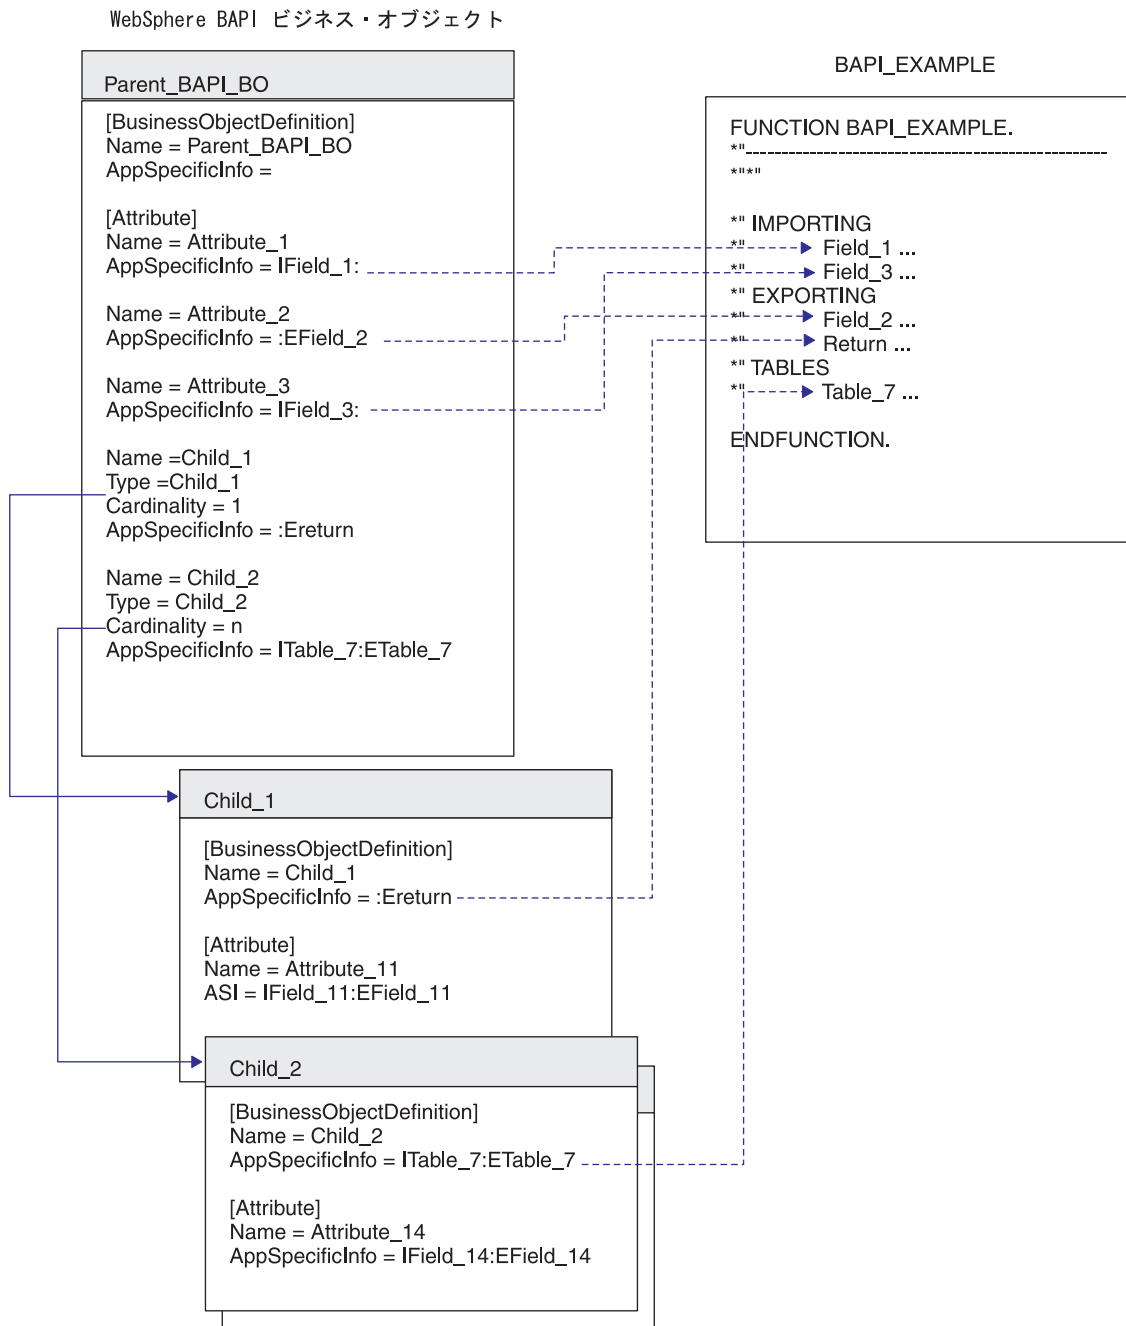 WebSphere BAPI ビジネス・オブジェクト
Parent_BAPI_BO
[BusinessObjectDefinition]
Name = Parent_BAPI_BO
AppSpecificInfo =
[Attribute]
Name = Attribute_1
AppSpecificInfo = IField_1:
Name = Attribute_2
AppSpecificInfo = :EField_2
Name = Attribute_3
AppSpecificInfo = IField_3:
Name =Child_1
Type =Child_1
Cardinality = 1
AppSpecificInfo = :Ereturn
Name = Child_2
Type = Child_2
Cardinality = n
AppSpecificInfo = ITable_7:ETable_7
BAPI_EXAMPLE
FUNCTION BAPI_EXAMPLE.
*"--------------------------------------------------
*"*"
*" IMPORTING
*" Field_1 ...
*" Field_3 ...
*" EXPORTING
*" Field_2 ...
*" Return ...
*" TABLES
*" Table_7 ...
ENDFUNCTION.
Child_1
[BusinessObjectDefinition]
Name = Child_1
AppSpecificInfo = :Ereturn
[Attribute]
Name = Attribute_11
ASI = IField_11:EField_11
Child_2
[BusinessObjectDefinition]
Name = Child_2
AppSpecificInfo = ITable_7:ETable_7
[Attribute]
Name = Attribute_14
AppSpecificInfo = IField_14:EField_14